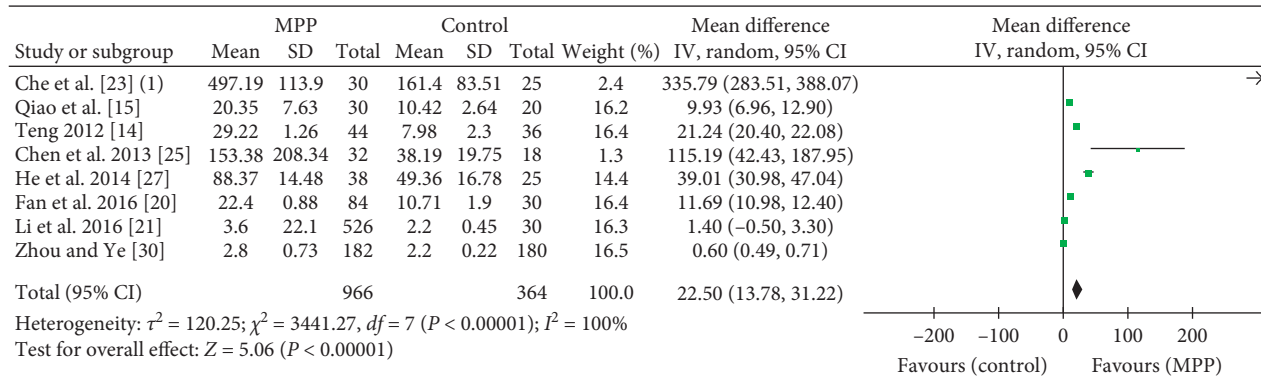 MPP Control Mean difference Mean difference
Study or subgroup Mean SD Total Mean SD Total Weight (%) IV, random, 95% CI IV, random, 95% CI
Che et al. [23] (1) 497.19 113.9 30 161.4 83.51 25 2.4 335.79 (283.51, 388.07)
Qiao et al. [15] 20.35 7.63 30 10.42 2.64 20 16.2 9.93 (6.96, 12.90)
Teng 2012 [14] 29.22 1.26 44 7.98 2.3 36 16.4 21.24 (20.40, 22.08)
Chen et al. 2013 [25] 153.38 208.34 32 38.19 19.75 18 1.3 115.19 (42.43, 187.95)
He et al. 2014 [27] 88.37 14.48 38 49.36 16.78 25 14.4 39.01 (30.98, 47.04)
Fan et al. 2016 [20] 22.4 0.88 84 10.71 1.9 30 16.4 11.69 (10.98, 12.40)
Li et al. 2016 [21] 3.6 22.1 526 2.2 0.45 30 16.3 1.40 (−0.50, 3.30)
Zhou and Ye [30] 2.8 0.73 182 2.2 0.22 180 16.5 0.60 (0.49, 0.71)
Total (95% CI) 966 364 100.0 22.50 (13.78, 31.22)
Heterogeneity: τ² = 120.25; χ² = 3441.27, df = 7 (P < 0.00001); I² = 100%
Test for overall effect: Z = 5.06 (P < 0.00001)
−200 −100 0 100 200
Favours (control) Favours (MPP)